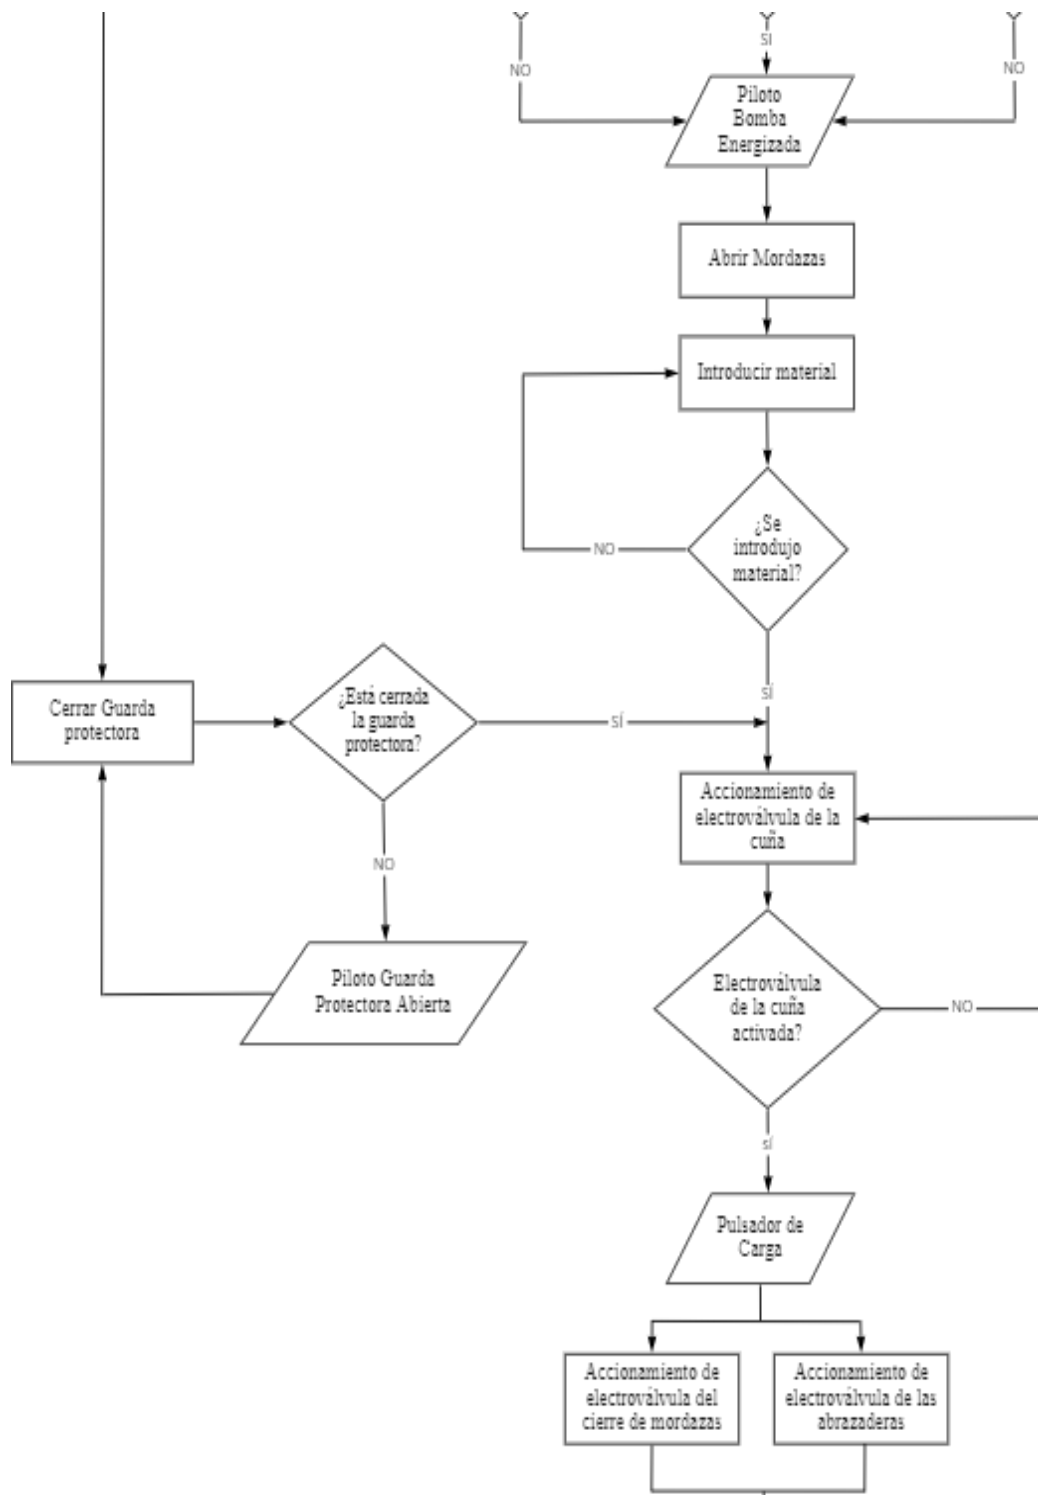 SI
NO
NO
Piloto
Bomba
Energizada
Abrir Mordazas
Introducir material
¿Se
introdujo
material?
NO
SÍ
Cerrar Guarda
protectora
¿Está cerrada
la guarda
protectora?
SÍ
NO
Piloto Guarda
Protectora Abierta
Accionamiento de
electroválvula de la
cuña
Electroválvula
de la cuña
activada?
NO
sí
Pulsador de
Carga
Accionamiento de
electroválvula del
cierre de mordazas
Accionamiento de
electroválvula de las
abrazaderas